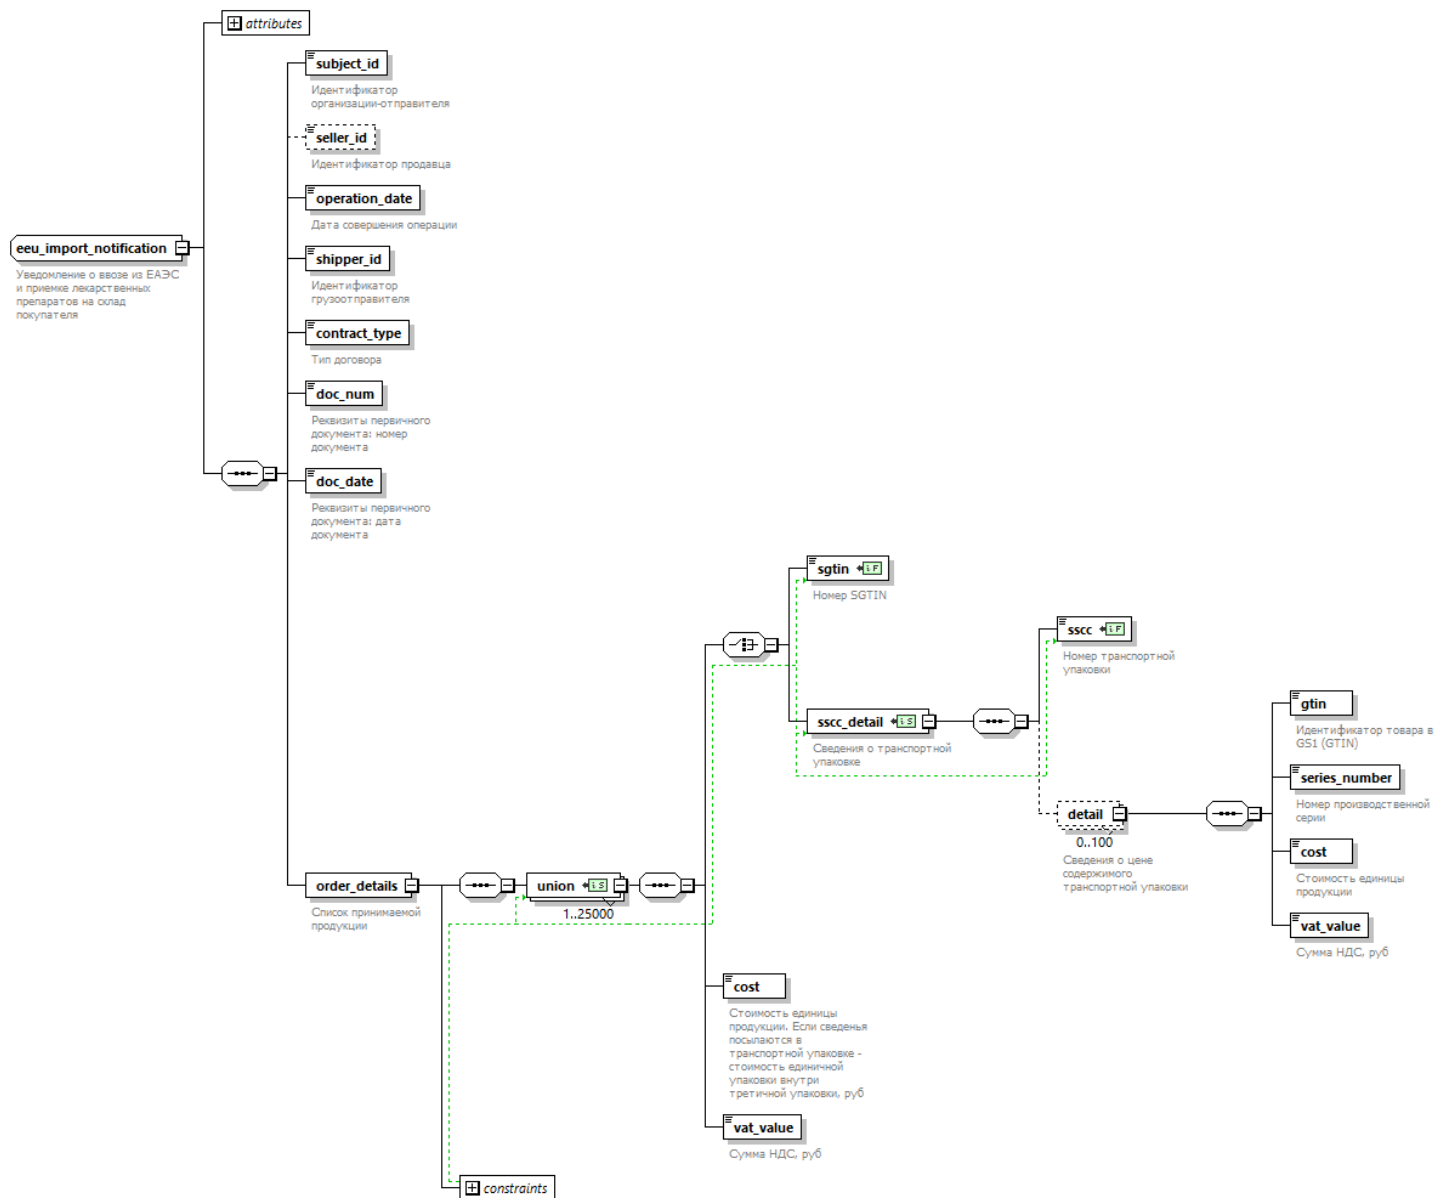 attributes
subject_id
Идентификатор
организации-отправителя
seller_id
Идентификатор продавца
operation_date
Дата совершения операции
eeu_import_notification
Уведомление о ввозе из ЕАЭС
и приемке лекарственных
препаратов на склад
покупателя
shipper_id
Идентификатор
грузоотправителя
contract_type
Тип договора
doc_num
Реквизиты первичного
документа: номер
документа
doc_date
Реквизиты первичного
документа: дата
документа
sgtin iF
Номер SGTIN
sscc iF
Номер транспортной
упаковки
sscc_detail iS
Сведения о транспортной
упаковке
gtin
Идентификатор товара в
GS1 (GTIN)
series_number
Номер производственной
серии
detail
0..100
Сведения о цене
содержимого
транспортной упаковки
cost
Стоимость единицы
продукции
vat_value
Сумма НДС, руб
order_details
Список принимаемой
продукции
union iS
1..25000
cost
Стоимость единицы
продукции. Если сведенья
посылаются в
транспортной упаковке -
стоимость единичной
упаковки внутри
третичной упаковки, руб
vat_value
Сумма НДС, руб
constraints